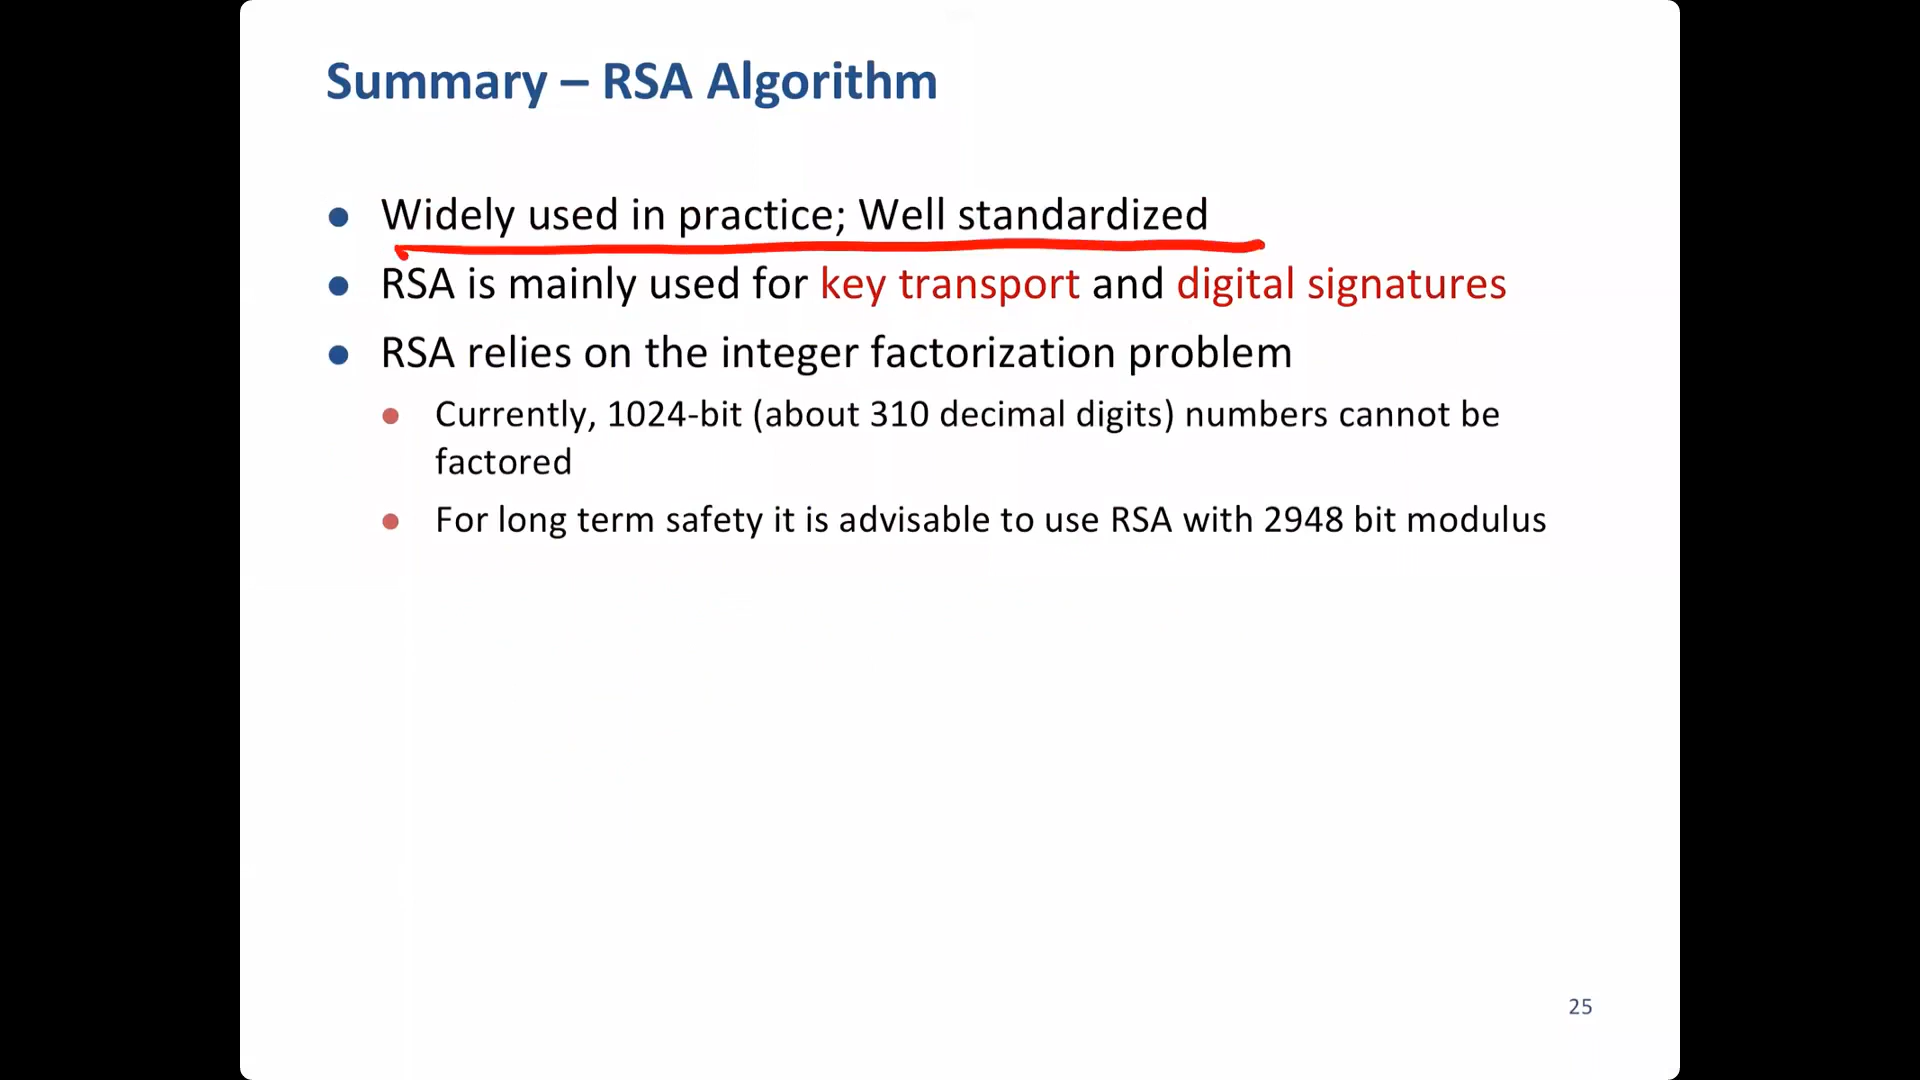 Summary – RSA Algorithm
Widely used in practice; Well standardized
RSA is mainly used for key transport and digital signatures
RSA relies on the integer factorization problem
Currently, 1024-bit (about 310 decimal digits) numbers cannot be
factored
For long term safety it is advisable to use RSA with 2948 bit modulus
25